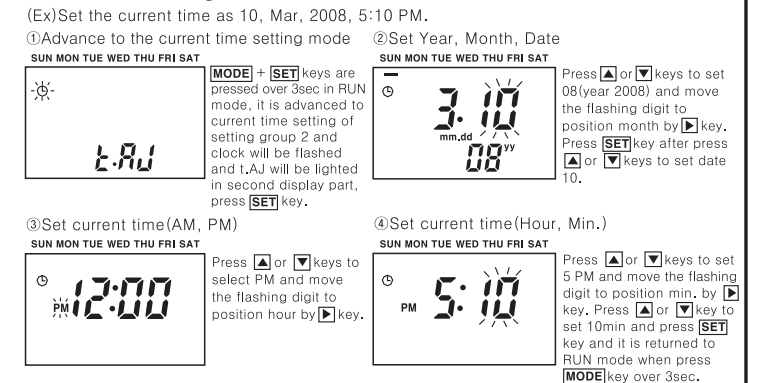 (Ex)Set the current time as 10, Mar, 2008, 5:10 PM.
①Advance to the current time setting mode
SUN MON TUE WED THU FRI SAT
t.AJ
MODE + SET keys are
pressed over 3sec in RUN
mode, it is advanced to
current time setting of
setting group 2 and
clock will be flashed
and t.AJ will be lighted
in second display part,
press SET key.
②Set Year, Month, Date
SUN MON TUE WED THU FRI SAT
3. 10
mm.dd
08 yy
Press ▲ or ▼ keys to set
08(year 2008) and move
the flashing digit to
position month by ▶ key.
Press SET key after press
▲ or ▼ keys to set date
10.
③Set current time(AM, PM)
SUN MON TUE WED THU FRI SAT
PM 12:00
Press ▲ or ▼ keys to
select PM and move
the flashing digit to
position hour by ▶ key.
④Set current time(Hour, Min.)
SUN MON TUE WED THU FRI SAT
PM 5: 10
Press ▲ or ▼ keys to set
5 PM and move the flashing
digit to position min. by ▶
key. Press ▲ or ▼ key to
set 10min and press SET
key and it is returned to
RUN mode when press
MODE key over 3sec.